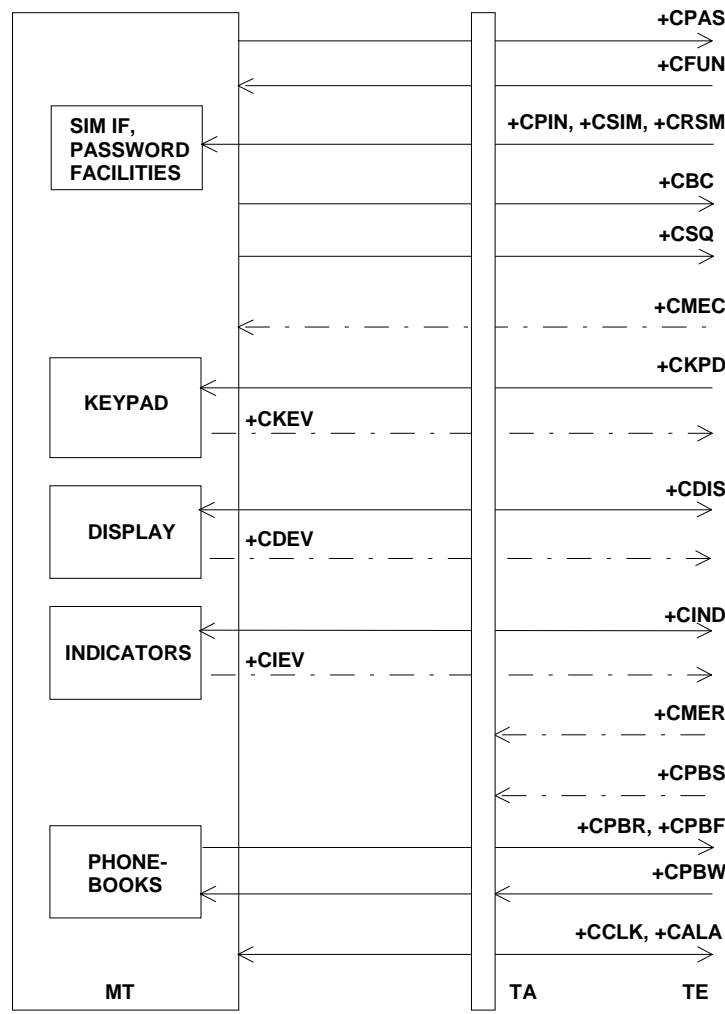 +CPAS
+CFUN
SIM IF,
PASSWORD
FACILITIES
+CPIN, +CSIM, +CRSM
+CBC
+CSQ
+CMEC
+CKPD
KEYPAD
+CKEV
+CDIS
DISPLAY
+CDEV
+CIND
INDICATORS
+CIEV
+CMER
+CPBS
+CPBR, +CPBF
PHONE-
BOOKS
+CPBW
+CCLK, +CALA
MT TA TE